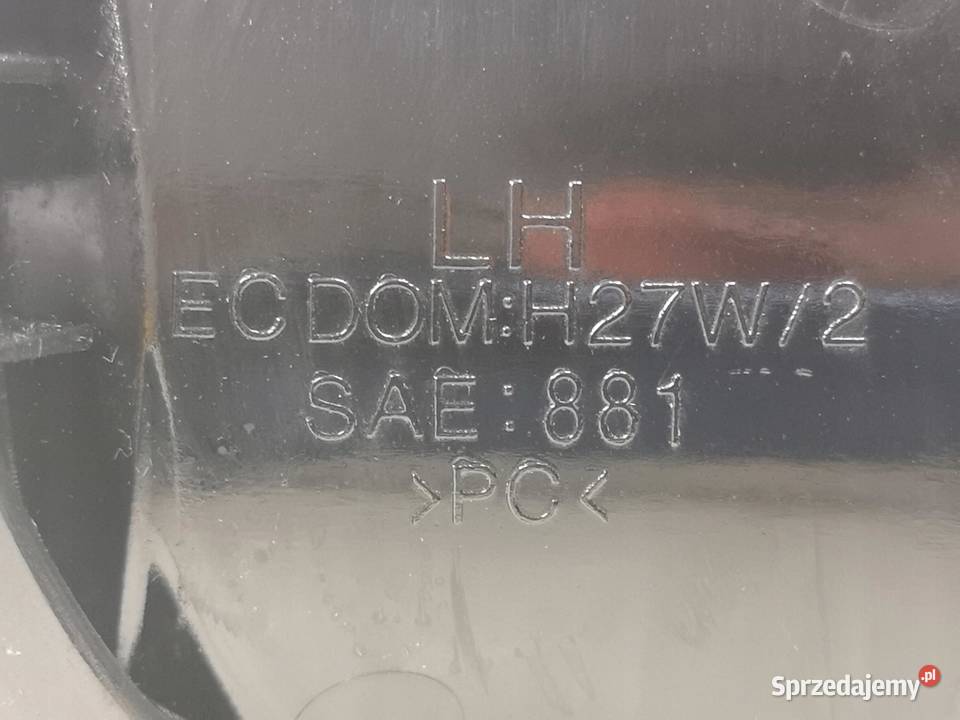 LH
EC DOM:H27W/2
SAE:881
>PC<
Sprzedajemy.pl